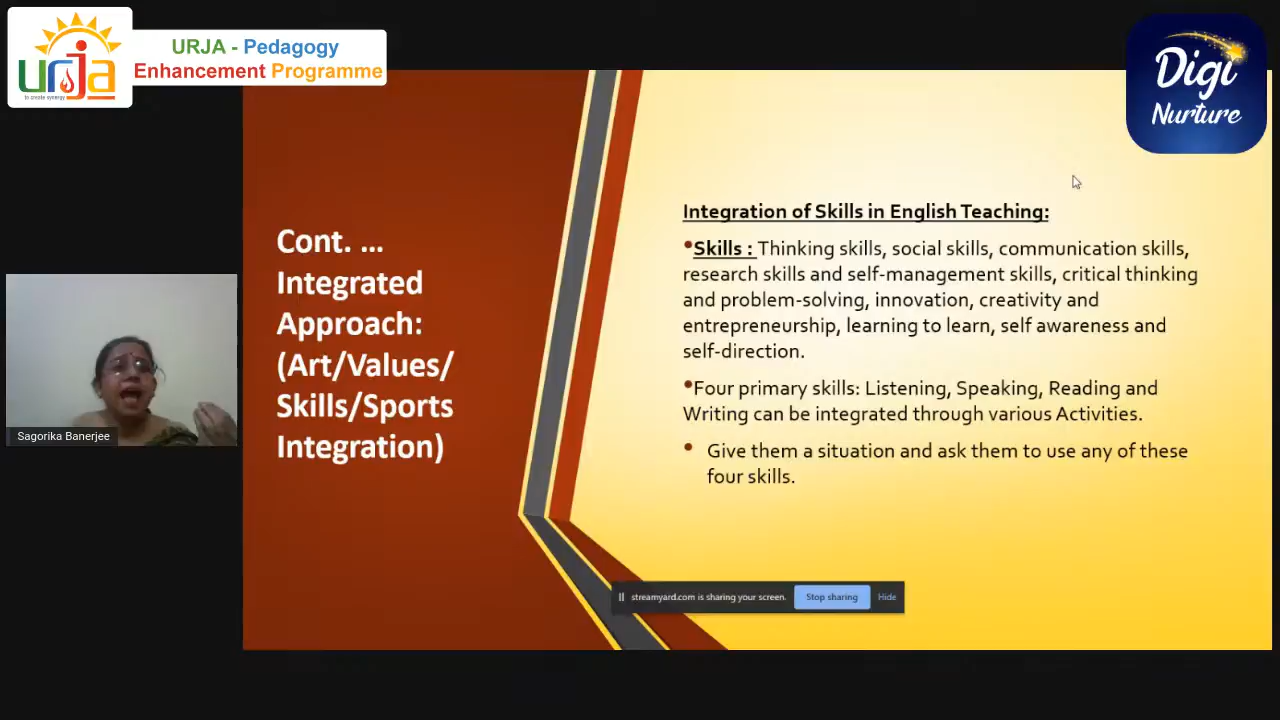 urja
to create synergy
URJA - Pedagogy
Enhancement Programme
Digi
Nurture
Cont. ...
Integrated
Approach:
(Art/Values/
Skills/Sports
Integration)
Integration of Skills in English Teaching:
•Skills : Thinking skills, social skills, communication skills,
research skills and self-management skills, critical thinking
and problem-solving, innovation, creativity and
entrepreneurship, learning to learn, self awareness and
self-direction.
•Four primary skills: Listening, Speaking, Reading and
Writing can be integrated through various Activities.
• Give them a situation and ask them to use any of these
four skills.
Sagorika Banerjee
streamyard.com is sharing your screen. Stop sharing Hide